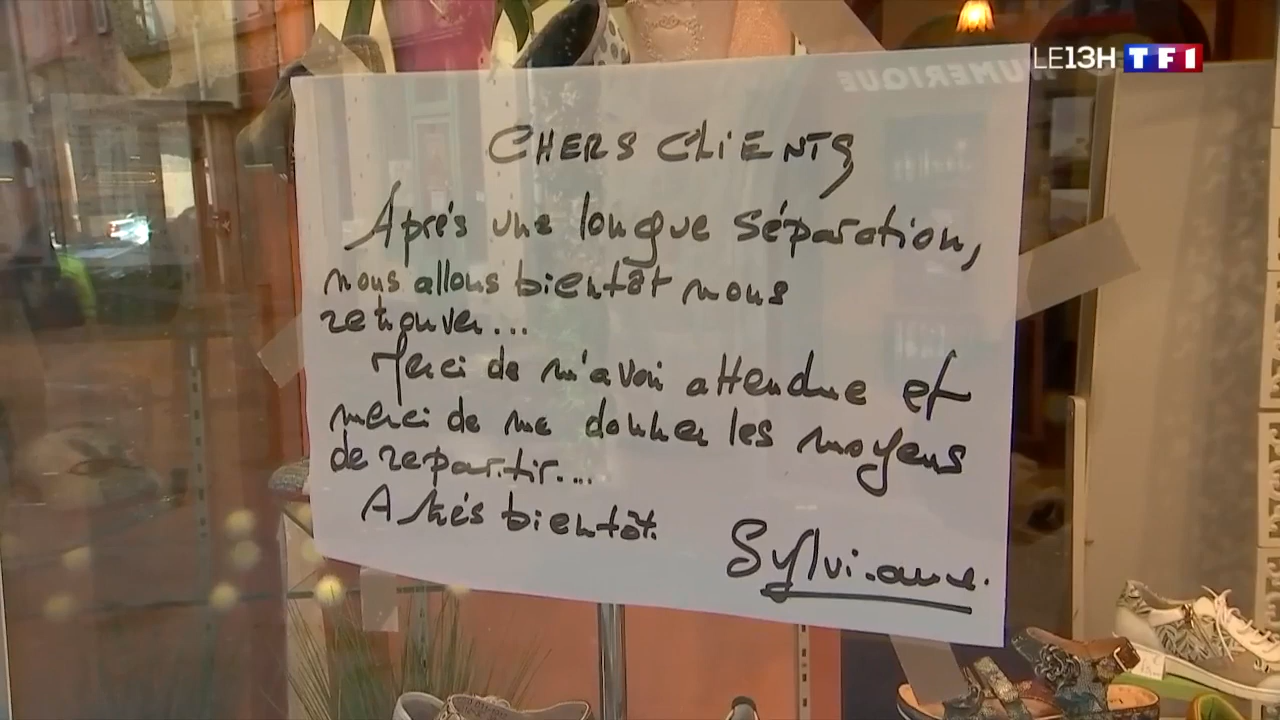 LE13H TF1
NUMERIQUE
CHERS CLIENTS
Après une longue séparation,
nous allons bientôt nous
retrouver...
Merci de m'avoir attendue et
merci de me donner les moyens
de repartir...
A très bientôt.
Sylviane.